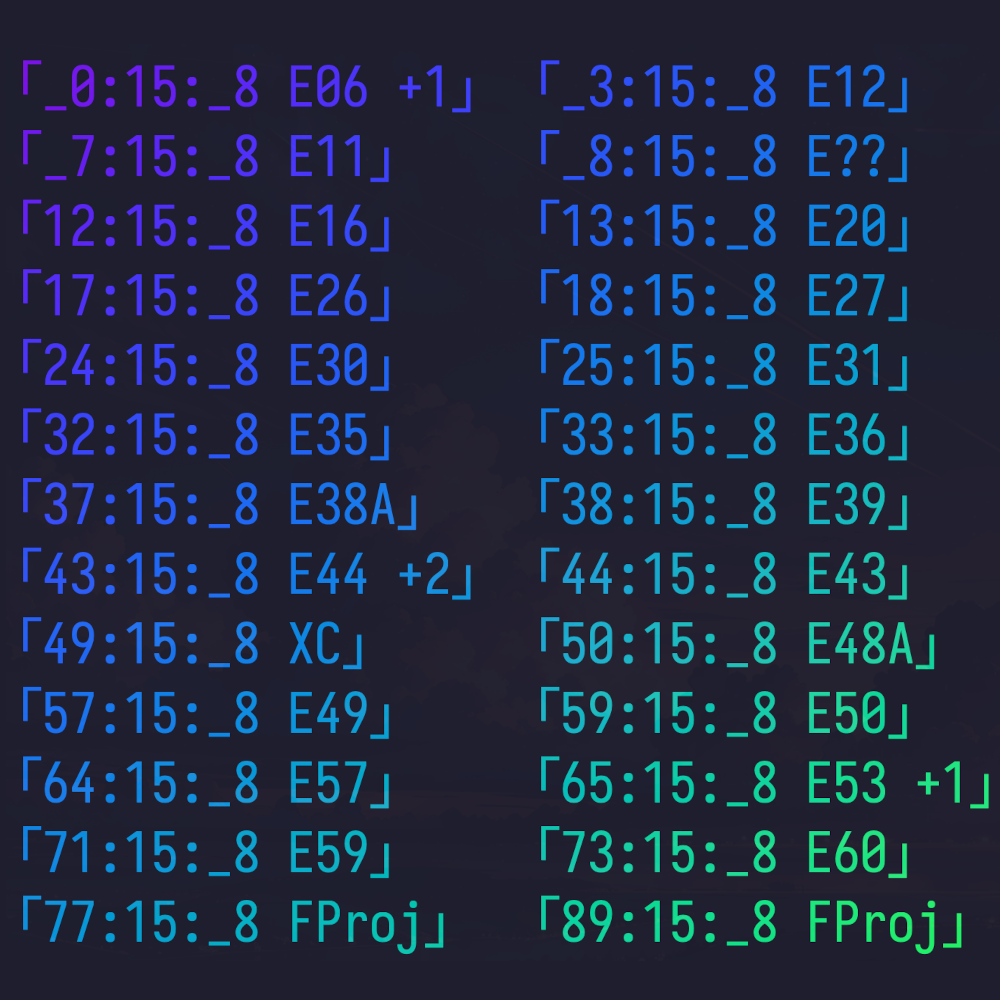 「_0:15:_8 E06 +1」 「_3:15:_8 E12」
「_7:15:_8 E11」 「_8:15:_8 E??」
「12:15:_8 E16」 「13:15:_8 E20」
「17:15:_8 E26」 「18:15:_8 E27」
「24:15:_8 E30」 「25:15:_8 E31」
「32:15:_8 E35」 「33:15:_8 E36」
「37:15:_8 E38A」 「38:15:_8 E39」
「43:15:_8 E44 +2」 「44:15:_8 E43」
「49:15:_8 XC」 「50:15:_8 E48A」
「57:15:_8 E49」 「59:15:_8 E50」
「64:15:_8 E57」 「65:15:_8 E53 +1」
「71:15:_8 E59」 「73:15:_8 E60」
「77:15:_8 FProj」 「89:15:_8 FProj」